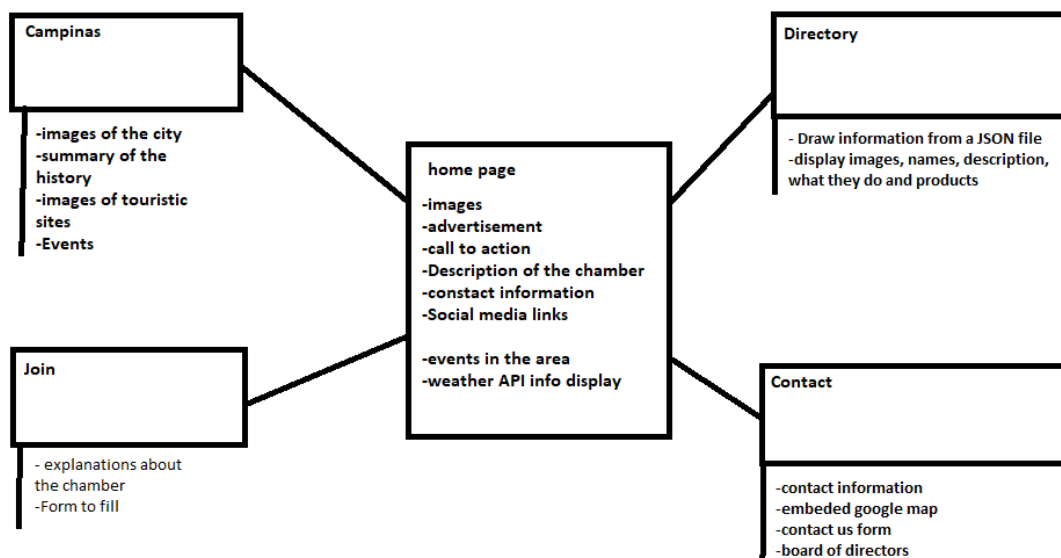 Campinas
-images of the city
-summary of the
history
-images of touristic
sites
-Events
Directory
- Draw information from a JSON file
-display images, names, description,
what they do and products
home page
-images
-advertisement
-call to action
-Description of the chamber
-constact information
-Social media links
-events in the area
-weather API info display
Join
- explanations about
the chamber
-Form to fill
Contact
-contact information
-embeded google map
-contact us form
-board of directors